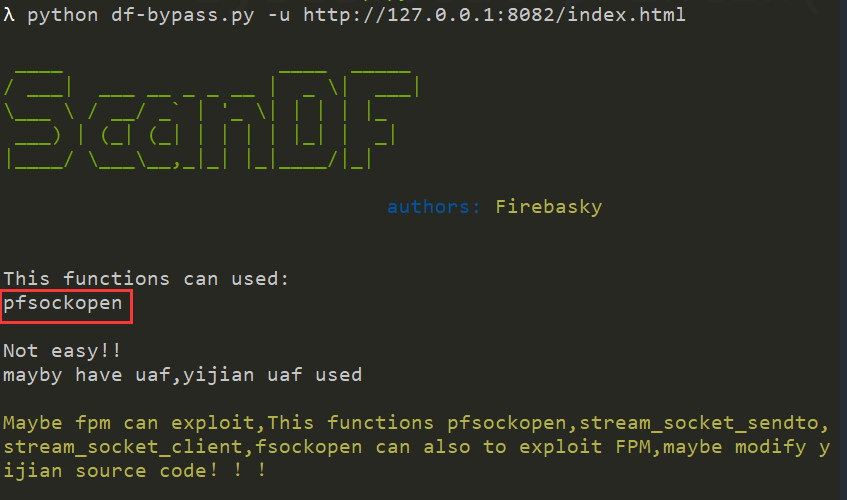 λ python df-bypass.py -u http://127.0.0.1:8082/index.html
ScanDF
authors: Firebasky
This functions can used:
pfsockopen
Not easy!!
mayby have uaf,yijian uaf used
Maybe fpm can exploit,This functions pfsockopen,stream_socket_sendto,
stream_socket_client,fsockopen can also to exploit FPM,maybe modify y
ijian source code！！！